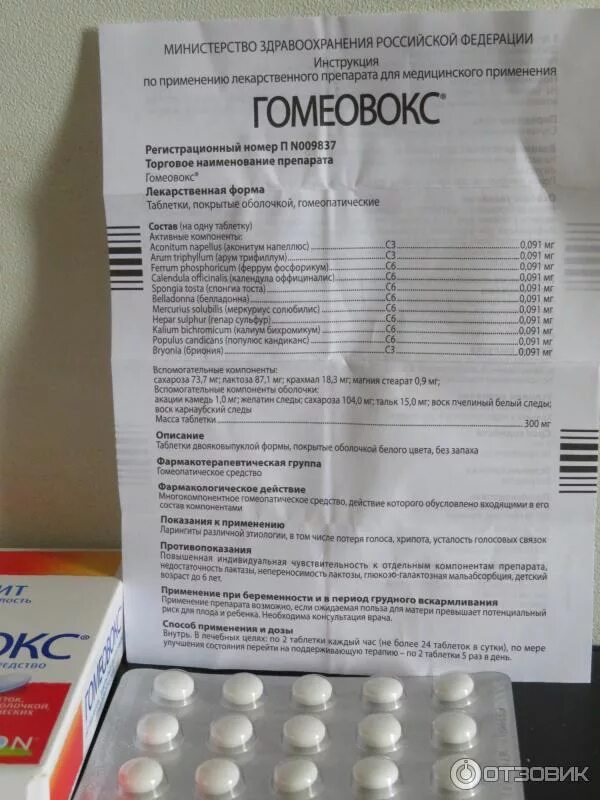 МИНИСТЕРСТВО ЗДРАВООХРАНЕНИЯ РОССИЙСКОЙ ФЕДЕРАЦИИ
Инструкция
по применению лекарственного препарата для медицинского применения
ГОМЕОВОКС®
Регистрационный номер П N009837
Торговое наименование препарата
Гомеовокс®
Лекарственная форма
Таблетки, покрытые оболочкой, гомеопатические
Состав (на одну таблетку)
Активные компоненты:
Aconitum napellus (аконитум напеллюс) C3 0,091 мг
Arum triphyllum (арум трифиллум) C3 0,091 мг
Ferrum phosphoricum (феррум фосфорикум) C6 0,091 мг
Calendula officinalis (календула оффициналис) C6 0,091 мг
Spongia tosta (спонгиа тоста) C6 0,091 мг
Belladonna (белладонна) C6 0,091 мг
Mercurius solubilis (меркуриус солюбилис) C6 0,091 мг
Hepar sulphur (гепар сульфур) C6 0,091 мг
Kalium bichromicum (калиум бихромикум) C6 0,091 мг
Populus candicans (популюс кандиканс) C6 0,091 мг
Bryonia (бриония) C3 0,091 мг
Вспомогательные компоненты:
сахароза 73,7 мг; лактоза 87,1 мг; крахмал 18,3 мг; магния стеарат 0,9 мг;
Вспомогательные компоненты оболочки:
акации камедь 1,0 мг; желатин следы; сахароза 104,0 мг; тальк 15,0 мг; воск пчелиный белый следы;
воск карнаубский следы
Масса таблетки 300 мг
Описание
Таблетки двояковыпуклой формы, покрытые оболочкой белого цвета, без запаха
Фармакотерапевтическая группа
Гомеопатическое средство
Фармакологическое действие
Многокомпонентное гомеопатическое средство, действие которого обусловлено входящими в его
состав компонентами
Показания к применению
Ларингиты различной этиологии, в том числе потеря голоса, хрипота, усталость голосовых связок
Противопоказания
Повышенная индивидуальная чувствительность к отдельным компонентам препарата,
недостаточность лактазы, непереносимость лактозы, глюкозо-галактозная мальабсорбция, детский
возраст до 6 лет.
Применение при беременности и в период грудного вскармливания
Применение препарата возможно, если ожидаемая польза для матери превышает потенциальный
риск для плода и ребенка. Необходима консультация врача.
Способ применения и дозы
Внутрь. В лечебных целях: по 2 таблетки каждый час (не более 24 таблеток в сутки), по мере
улучшения состояния перейти на поддерживающую терапию – по 2 таблетки 5 раз в день.
ОКС®
ГОМЕОВОКС®
ОТЗОВИК